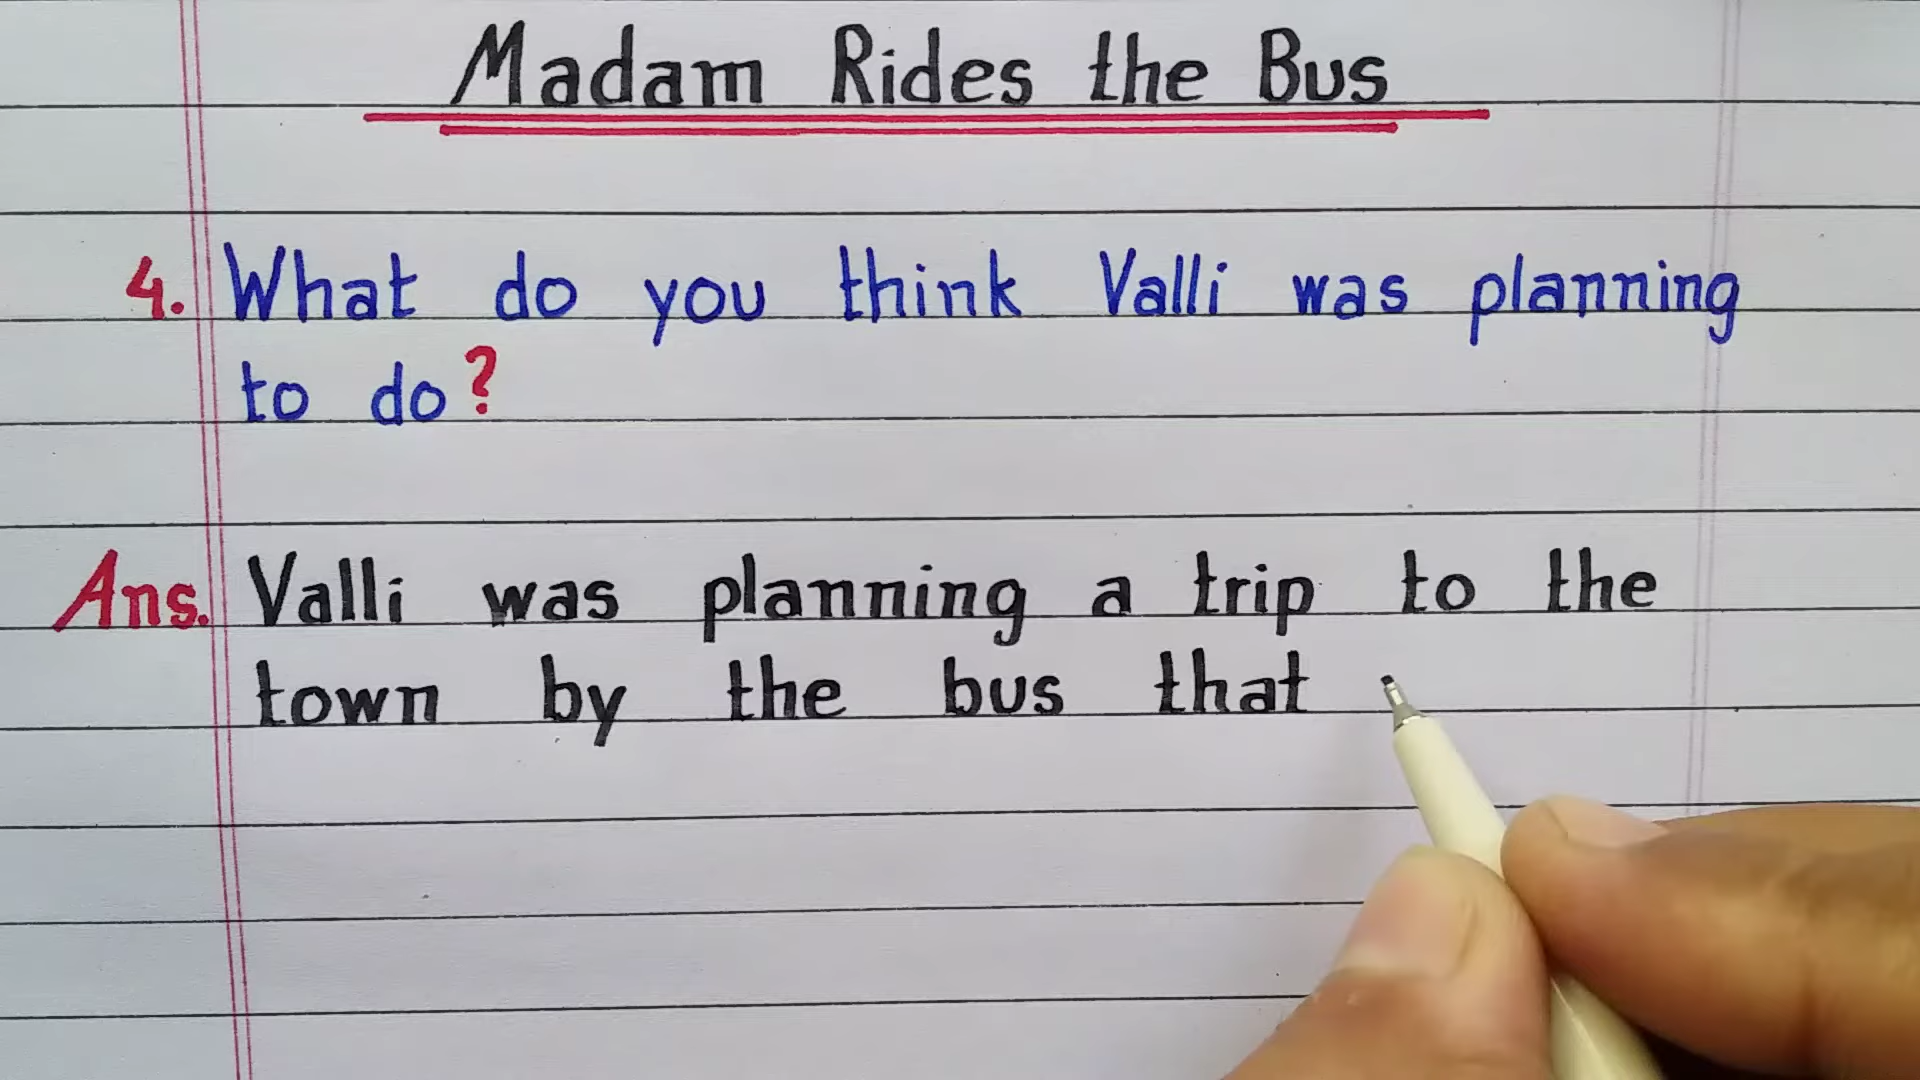 Madam Rides the Bus
4. What do you think Valli was planning
to do?
Ans. Valli was planning a trip to the
town by the bus that